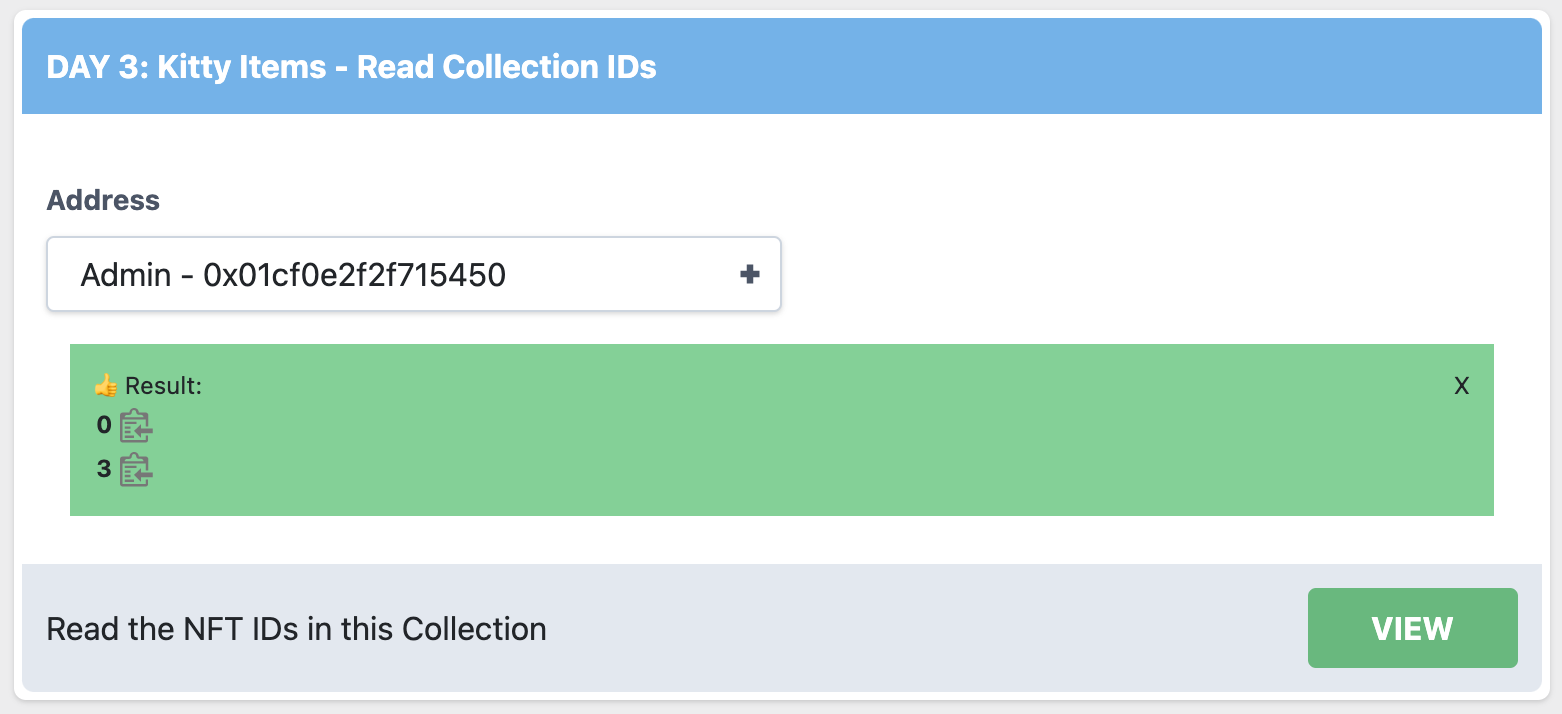 DAY 3: Kitty Items - Read Collection IDs
Address
Admin - 0x01cf0e2f2f715450
👍 Result:
X
0
3
Read the NFT IDs in this Collection
VIEW